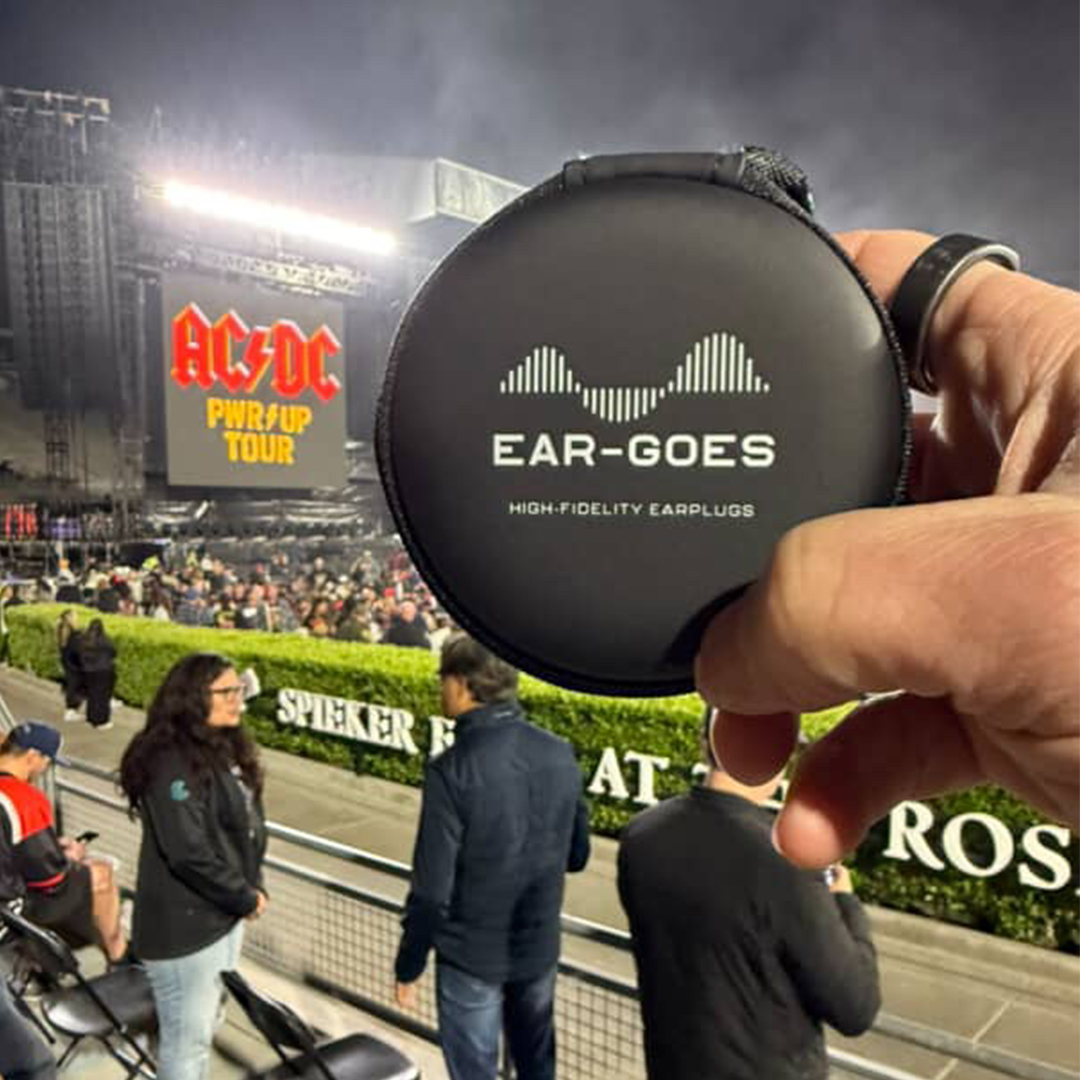 AC⚡DC
PWR⚡UP
TOUR
EAR-GOES
HIGH-FIDELITY EARPLUGS
SPIEKER
AT
ROS